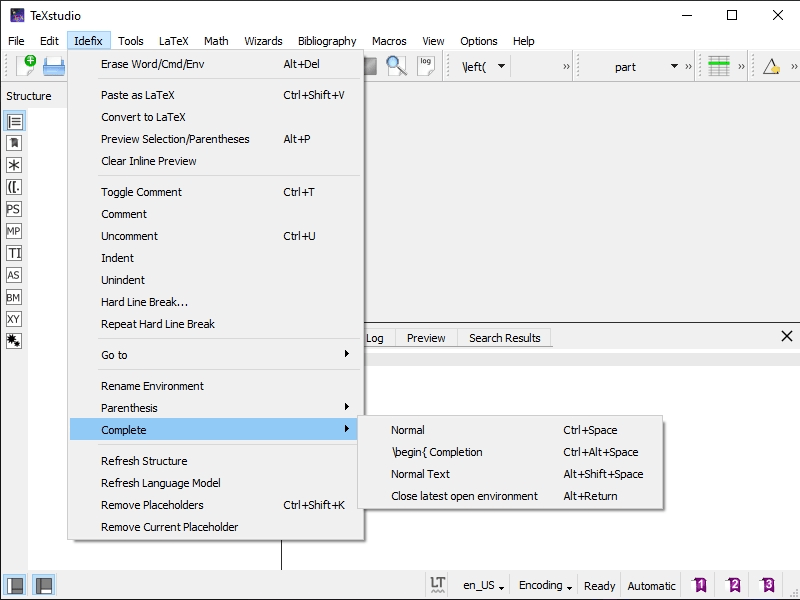 TeXstudio
File Edit Idefix Tools LaTeX Math Wizards Bibliography Macros View Options Help
Erase Word/Cmd/Env Alt+Del
log
\left(
part
Structure
Paste as LaTeX Ctrl+Shift+V
Convert to LaTeX
Preview Selection/Parentheses Alt+P
Clear Inline Preview
Toggle Comment Ctrl+T
Comment
Uncomment Ctrl+U
Indent
Unindent
Hard Line Break...
Repeat Hard Line Break
([.
PS
MP
TI
AS
BM
XY
Log Preview Search Results
Go to
Rename Environment
Parenthesis
Complete
Normal Ctrl+Space
\begin{ Completion Ctrl+Alt+Space
Normal Text Alt+Shift+Space
Close latest open environment Alt+Return
Refresh Structure
Refresh Language Model
Remove Placeholders Ctrl+Shift+K
Remove Current Placeholder
LT en_US Encoding Ready Automatic 1 2 3